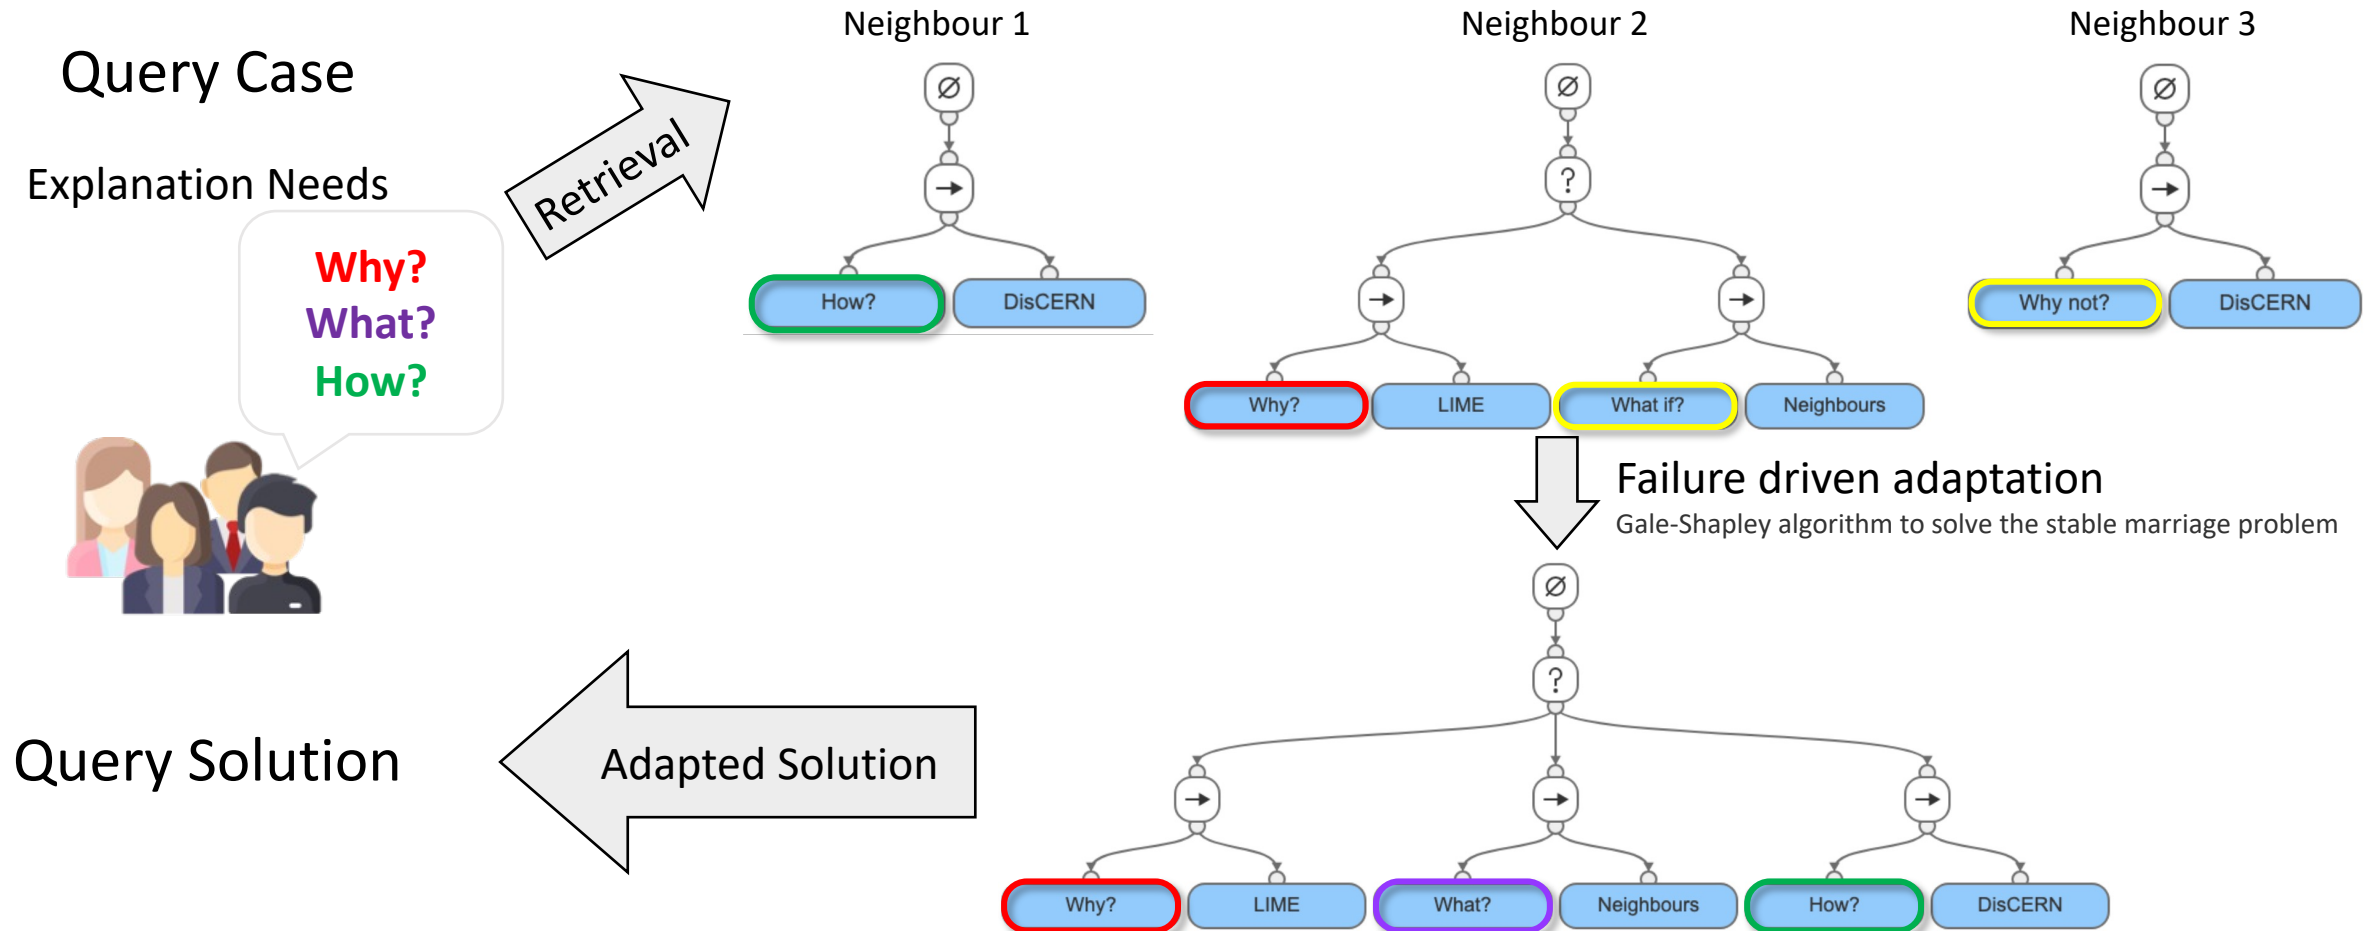 Query Case
Explanation Needs
Why?
What?
How?
Retrieval
Neighbour 1
Ø
→
How?
DisCERN
Neighbour 2
Ø
?
→
→
Why?
LIME
What if?
Neighbours
Neighbour 3
Ø
→
Why not?
DisCERN
Failure driven adaptation
Gale-Shapley algorithm to solve the stable marriage problem
Ø
?
→
→
→
Why?
LIME
What?
Neighbours
How?
DisCERN
Adapted Solution
Query Solution